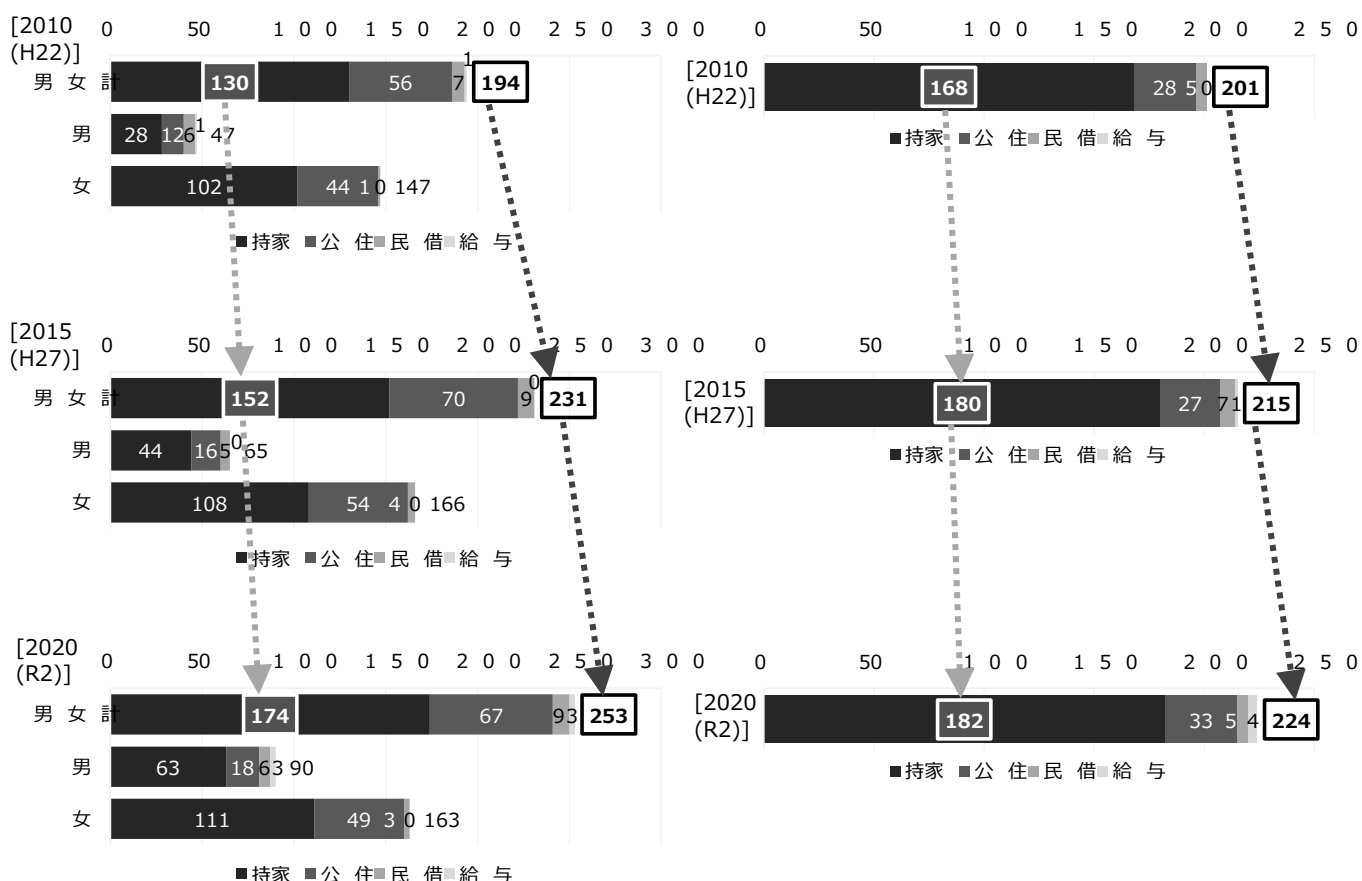 [2010
(H22)]
0 50 100 150 200 250 300
男女計 130 56 7 1 194
男 28 12 6 1 47
女 102 44 1 0 147
■持家 ■公住 ■民借 ■給与
[2015
(H27)]
0 50 100 150 200 250 300
男女計 152 70 9 0 231
男 44 16 5 0 65
女 108 54 4 0 166
■持家 ■公住 ■民借 ■給与
[2020
(R2)]
0 50 100 150 200 250 300
男女計 174 67 9 3 253
男 63 18 6 3 90
女 111 49 3 0 163
■持家 ■公住 ■民借 ■給与
0 50 100 150 200 250
[2010
(H22)]
168 28 5 0 201
■持家 ■公住 ■民借 ■給与
0 50 100 150 200 250
[2015
(H27)]
180 27 7 1 215
■持家 ■公住 ■民借 ■給与
0 50 100 150 200 250
[2020
(R2)]
182 33 5 4 224
■持家 ■公住 ■民借 ■給与